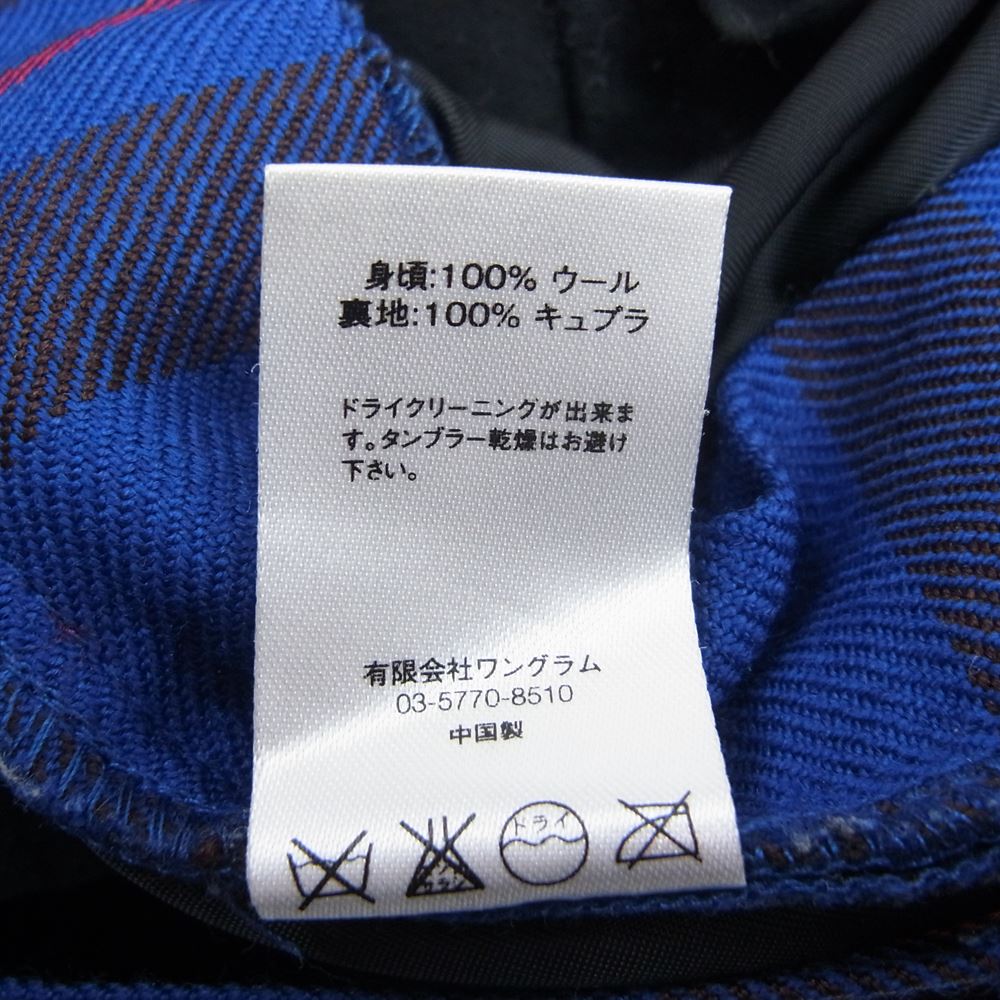 身頃:100% ウール
裏地:100% キュプラ
ドライクリーニングが出来ま
す。タンブラー乾燥はお避け
下さい。
有限会社ワングラム
03-5770-8510
中国製
ドライ